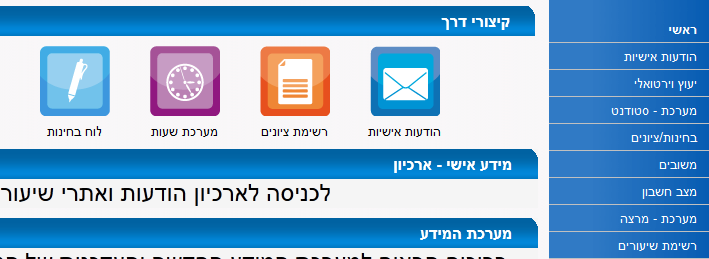 ראשי
הודעות אישיות
יעוץ וירטואלי
מערכת - סטודנט
בחינות/ציונים
משובים
מצב חשבון
מערכת - מרצה
רשימת שיעורים
קיצורי דרך
הודעות אישיות
רשימת ציונים
מערכת שעות
לוח בחינות
מידע אישי - ארכיון
לכניסה לארכיון הודעות ואתרי שיעור
מערכת המידע